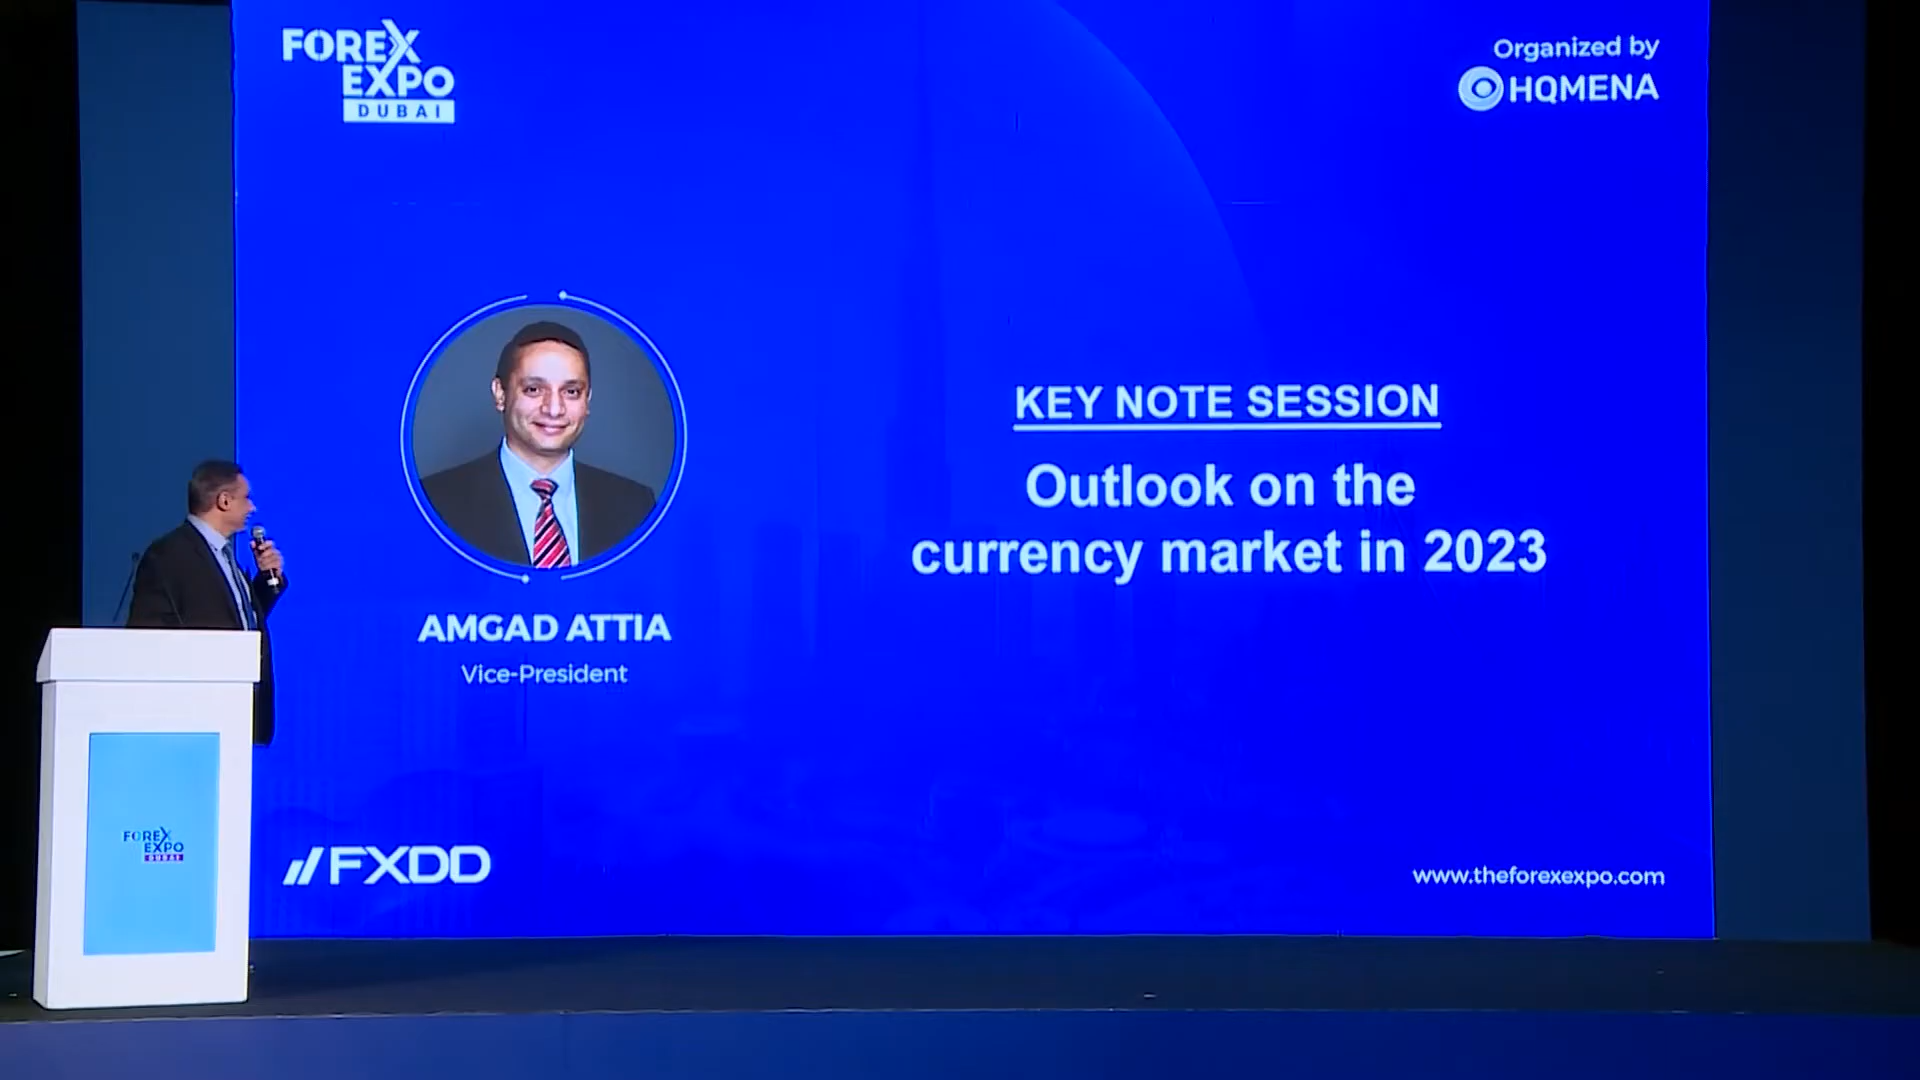 FOREX
EXPO
DUBAI
Organized by
HQMENA
KEY NOTE SESSION
Outlook on the
currency market in 2023
AMGAD ATTIA
Vice-President
FXDD
www.theforexexpo.com
FOREX
EXPO
DUBAI